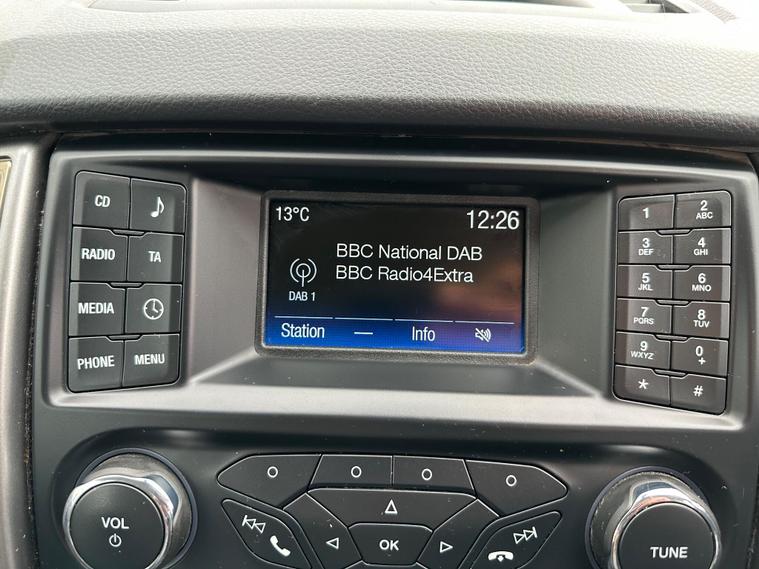 CD
RADIO TA
MEDIA
PHONE MENU
13°C 12:26
BBC National DAB
BBC Radio4Extra
DAB 1
Station — Info
1 2 ABC
3 DEF 4 GHI
5 JKL 6 MNO
7 PQRS 8 TUV
9 WXYZ 0 +
* #
VOL
OK
TUNE